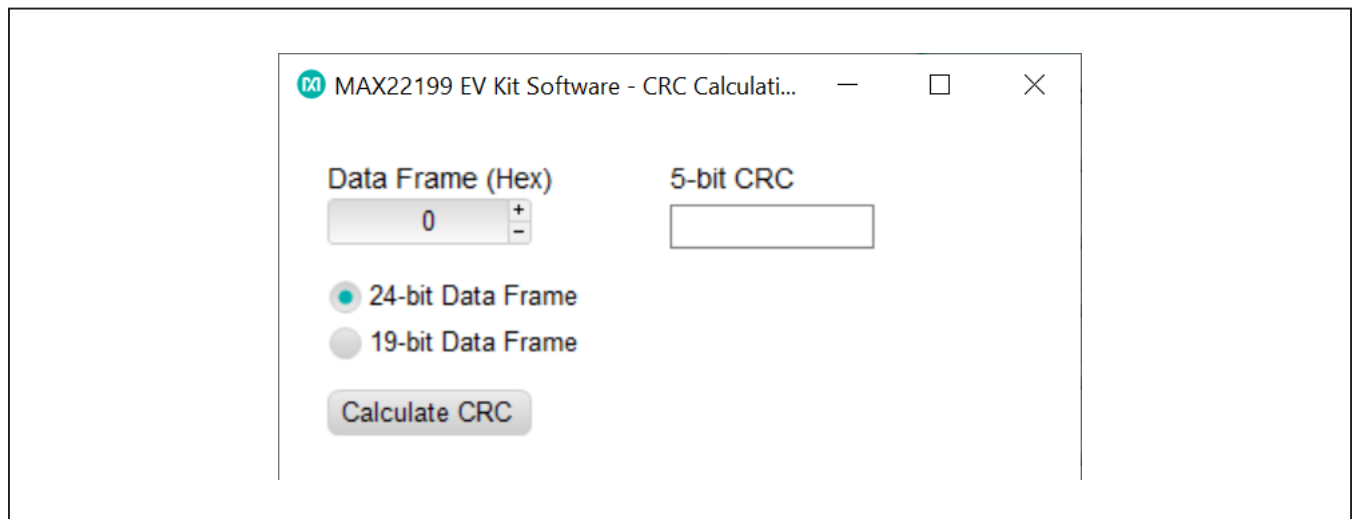 MAX22199 EV Kit Software - CRC Calculati...
Data Frame (Hex) 5-bit CRC
0 + −
24-bit Data Frame
19-bit Data Frame
Calculate CRC